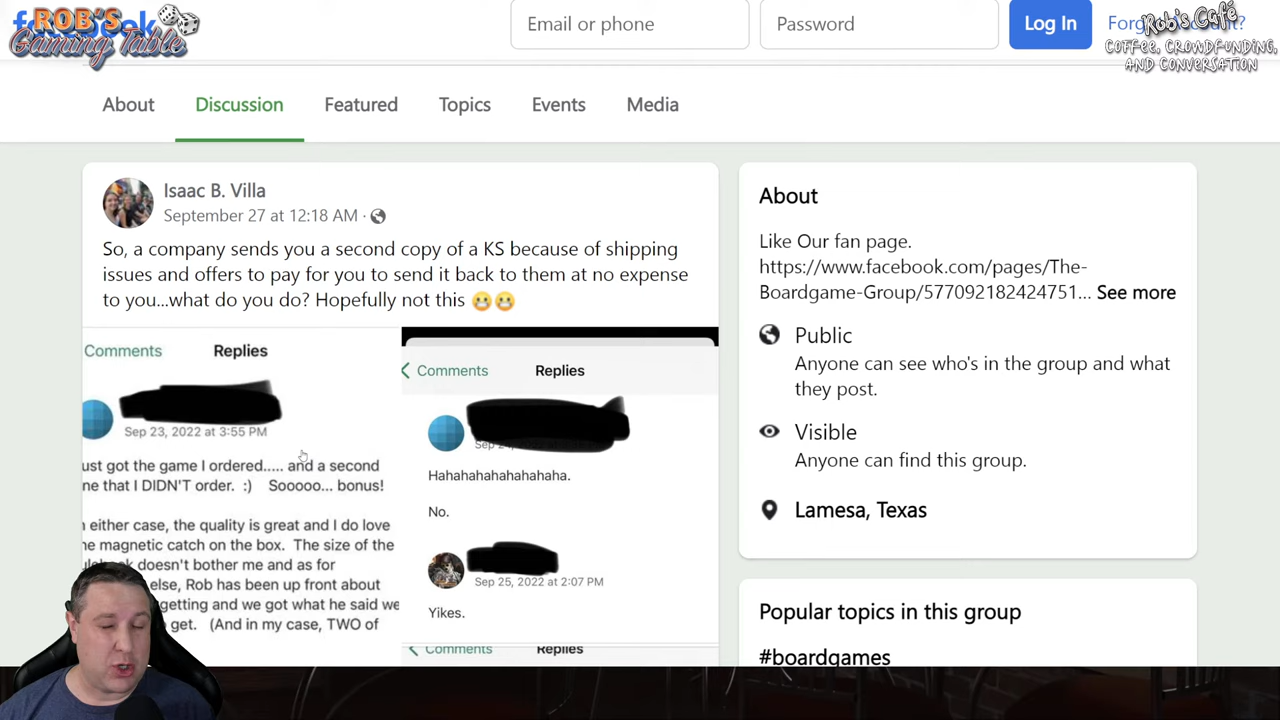 facebook
ROB'S
Gaming Table
Email or phone
Password
Log In
Forgot account?
Rob's Café
COFFEE, CROWDFUNDING,
AND CONVERSATION
About
Discussion
Featured
Topics
Events
Media
Isaac B. Villa
September 27 at 12:18 AM ·
So, a company sends you a second copy of a KS because of shipping
issues and offers to pay for you to send it back to them at no expense
to you...what do you do? Hopefully not this 😬😬
Comments
Replies
Sep 23, 2022 at 3:55 PM
ust got the game I ordered..... and a second
ne that I DIDN'T order. :) Sooooo... bonus!
n either case, the quality is great and I do love
he magnetic catch on the box. The size of the
doesn't bother me and as for
else, Rob has been up front about
getting and we got what he said we
get. (And in my case, TWO of
Comments
Replies
Hahahahahahahahaha.
No.
Sep 25, 2022 at 2:07 PM
Yikes.
Comments
Replies
About
Like Our fan page.
https://www.facebook.com/pages/The-
Boardgame-Group/577092182424751... See more
Public
Anyone can see who's in the group and what
they post.
Visible
Anyone can find this group.
Lamesa, Texas
Popular topics in this group
#boardgames